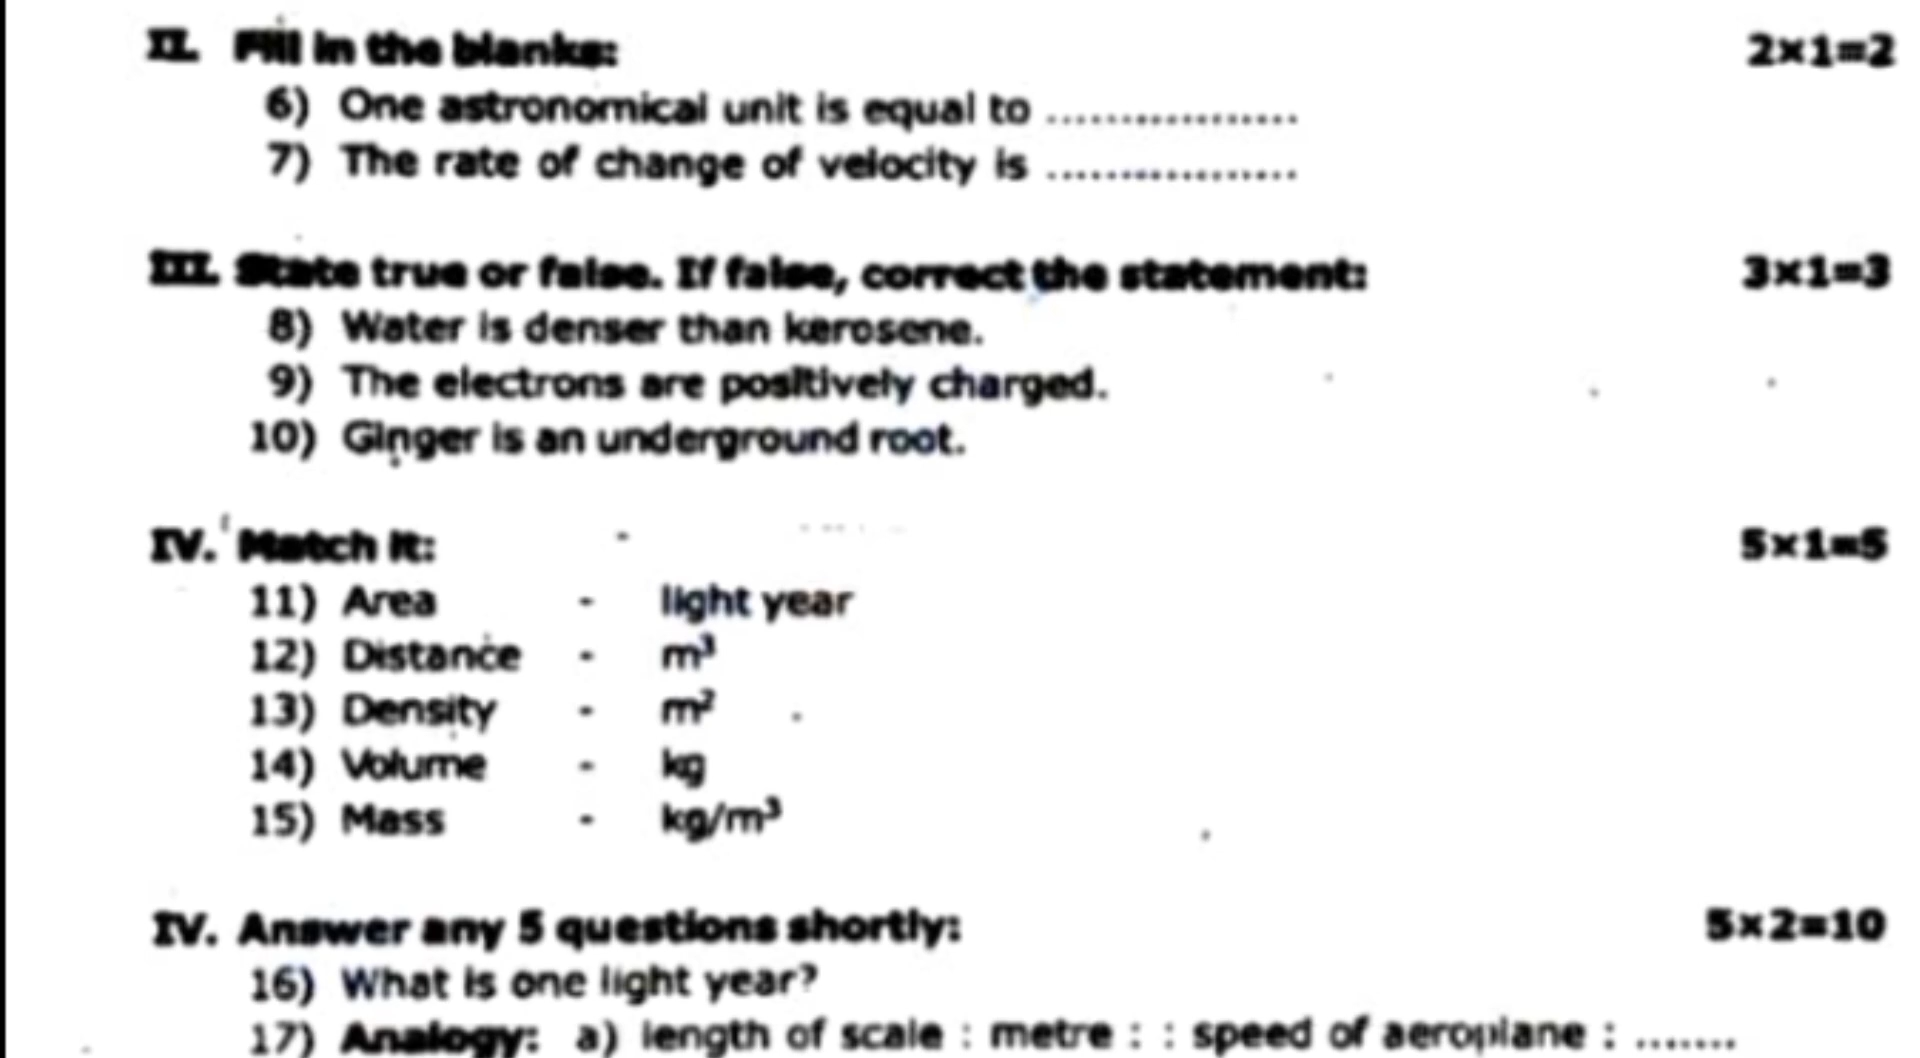 II. Fill in the blanks: 2×1=2
6) One astronomical unit is equal to .................
7) The rate of change of velocity is .................
III. State true or false. If false, correct the statement: 3×1=3
8) Water is denser than kerosene.
9) The electrons are positively charged.
10) Ginger is an underground root.
IV. Match it: 5×1=5
11) Area - light year
12) Distance - m³
13) Density - m²
14) Volume - kg
15) Mass - kg/m³
IV. Answer any 5 questions shortly: 5×2=10
16) What is one light year?
17) Analogy: a) length of scale : metre : : speed of aeroplane : .......